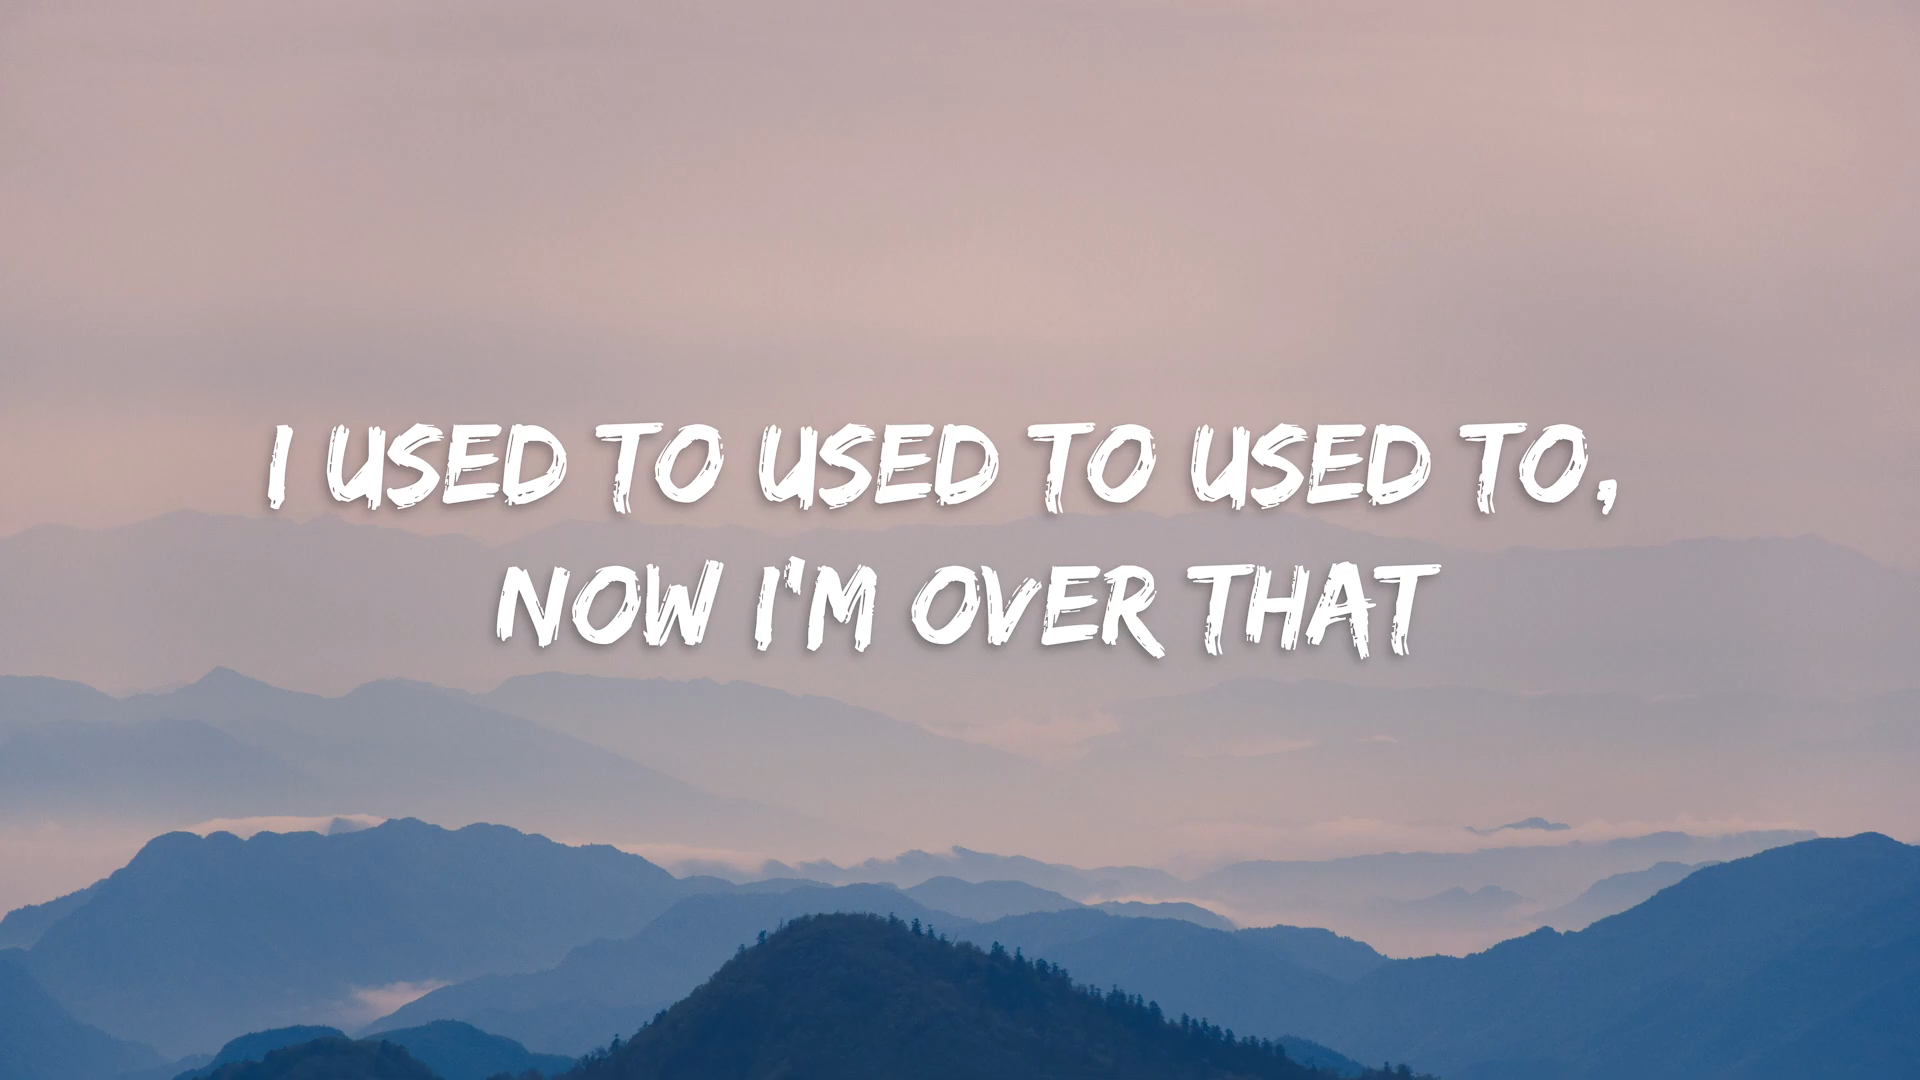 I USED TO USED TO USED TO,
NOW I'M OVER THAT